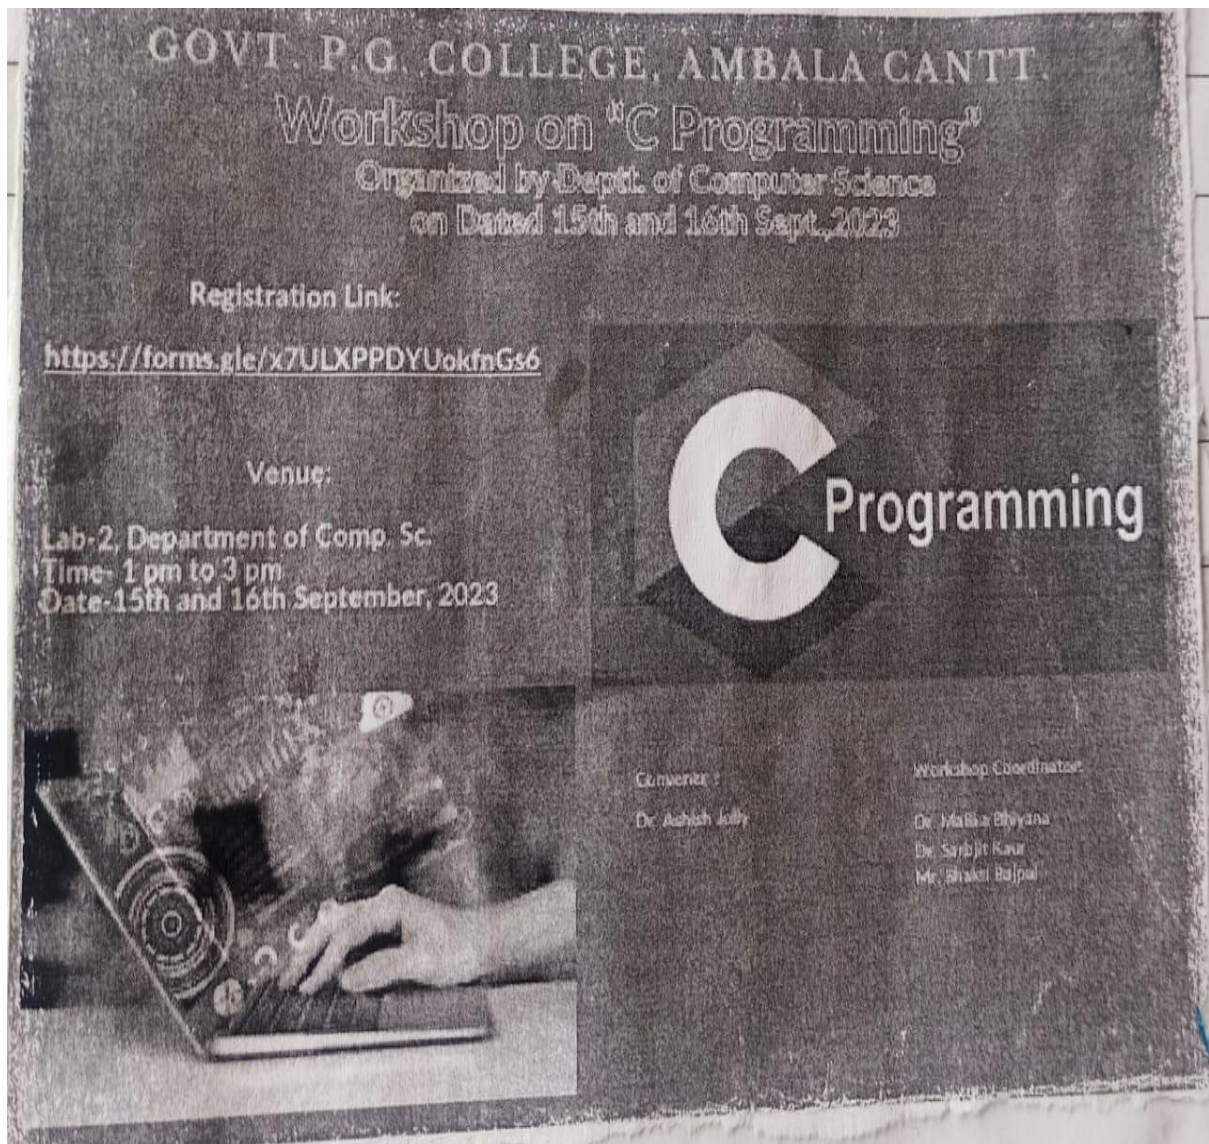 GOVT. P.G. COLLEGE, AMBALA CANTT.
Workshop on "C Programming"
Organized by Deptt. of Computer Science
on Dated 15th and 16th Sept.,2023
Registration Link:
https://forms.gle/x7ULXPPDYUokfnGs6
Venue:
Lab-2, Department of Comp. Sc.
Time- 1 pm to 3 pm
Date-15th and 16th September, 2023
C Programming
Convener :
Dr. Ashish Jolly
Workshop Coordinator:
Dr.
Dr. Sarbjit Kaur
Mr. Bajpai